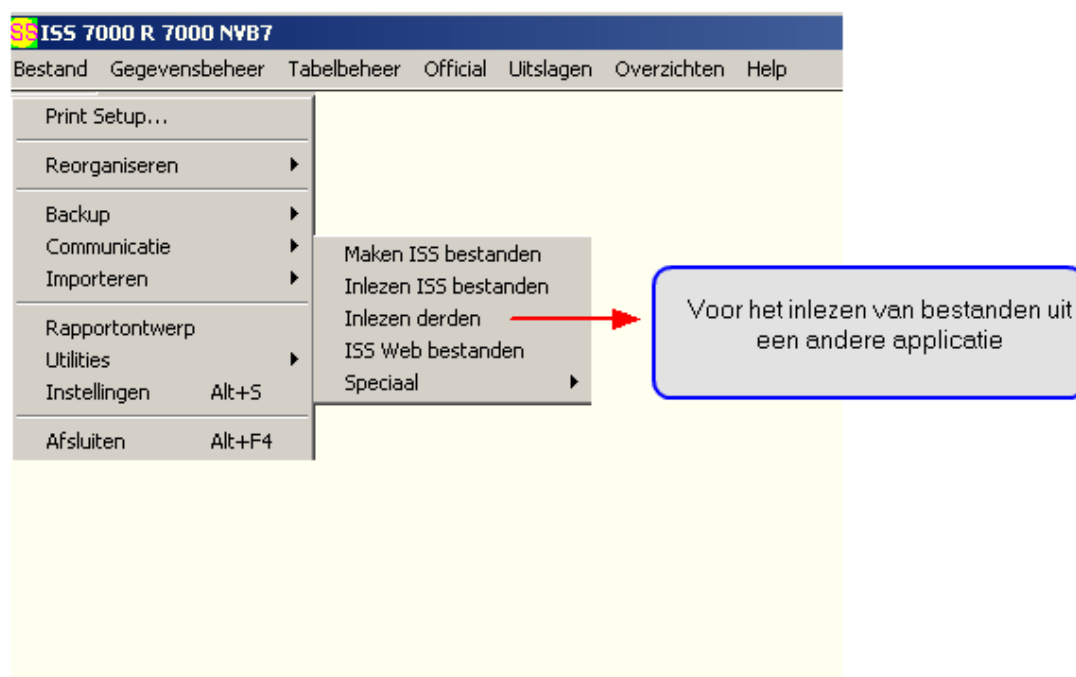 SS ISS 7000 R 7000 NVB7
Bestand Gegevensbeheer Tabelbeheer Official Uitslagen Overzichten Help
Print Setup...
Reorganiseren
Backup
Communicatie
Importeren
Rapportontwerp
Utilities
Instellingen Alt+S
Afsluiten Alt+F4
Maken ISS bestanden
Inlezen ISS bestanden
Inlezen derden
ISS Web bestanden
Speciaal
Voor het inlezen van bestanden uit
een andere applicatie